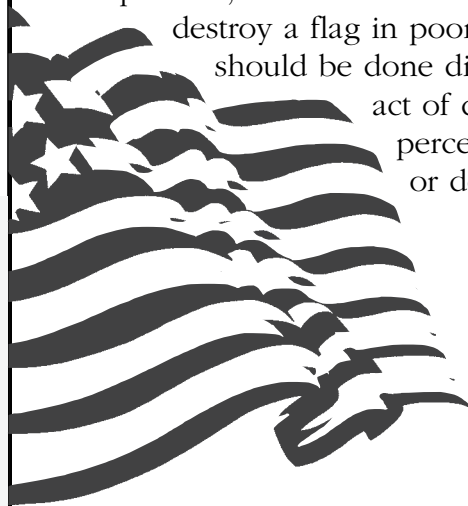 destroy a flag in poor
should be done di
act of d
perce
or d